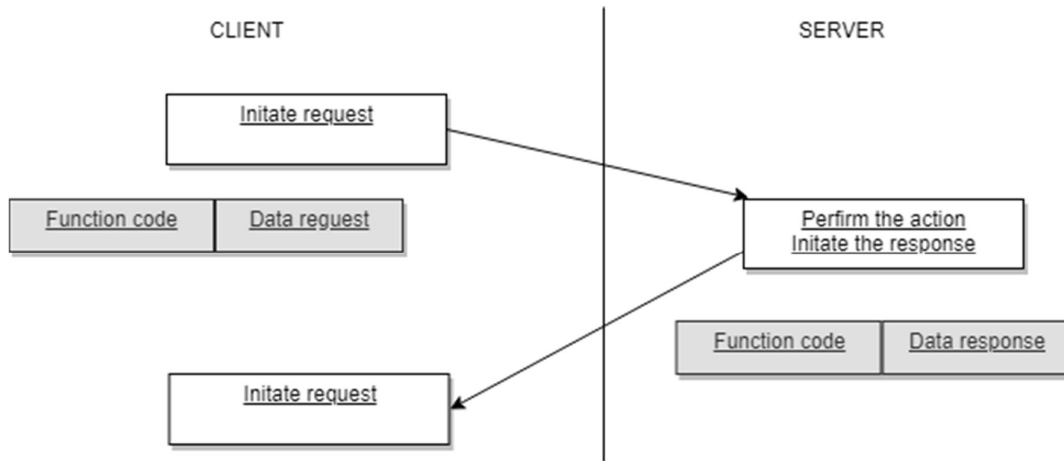 CLIENT
SERVER
Initate request
Function code
Data reguest
Perfirm the action
Initate the response
Function code
Data response
Initate request